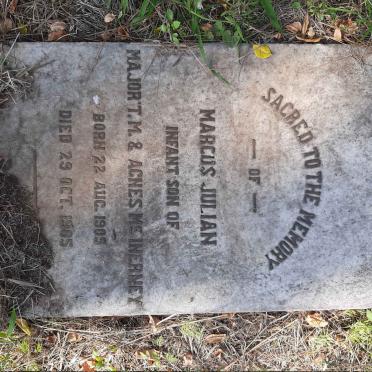 SACRED TO THE MEMORY
— OF —
MARCUS JULIAN
INFANT SON OF
MAJOR T. M. & AGNES MCINERNEY
BORN 22 AUG. 1905
DIED 29 OCT. 1905